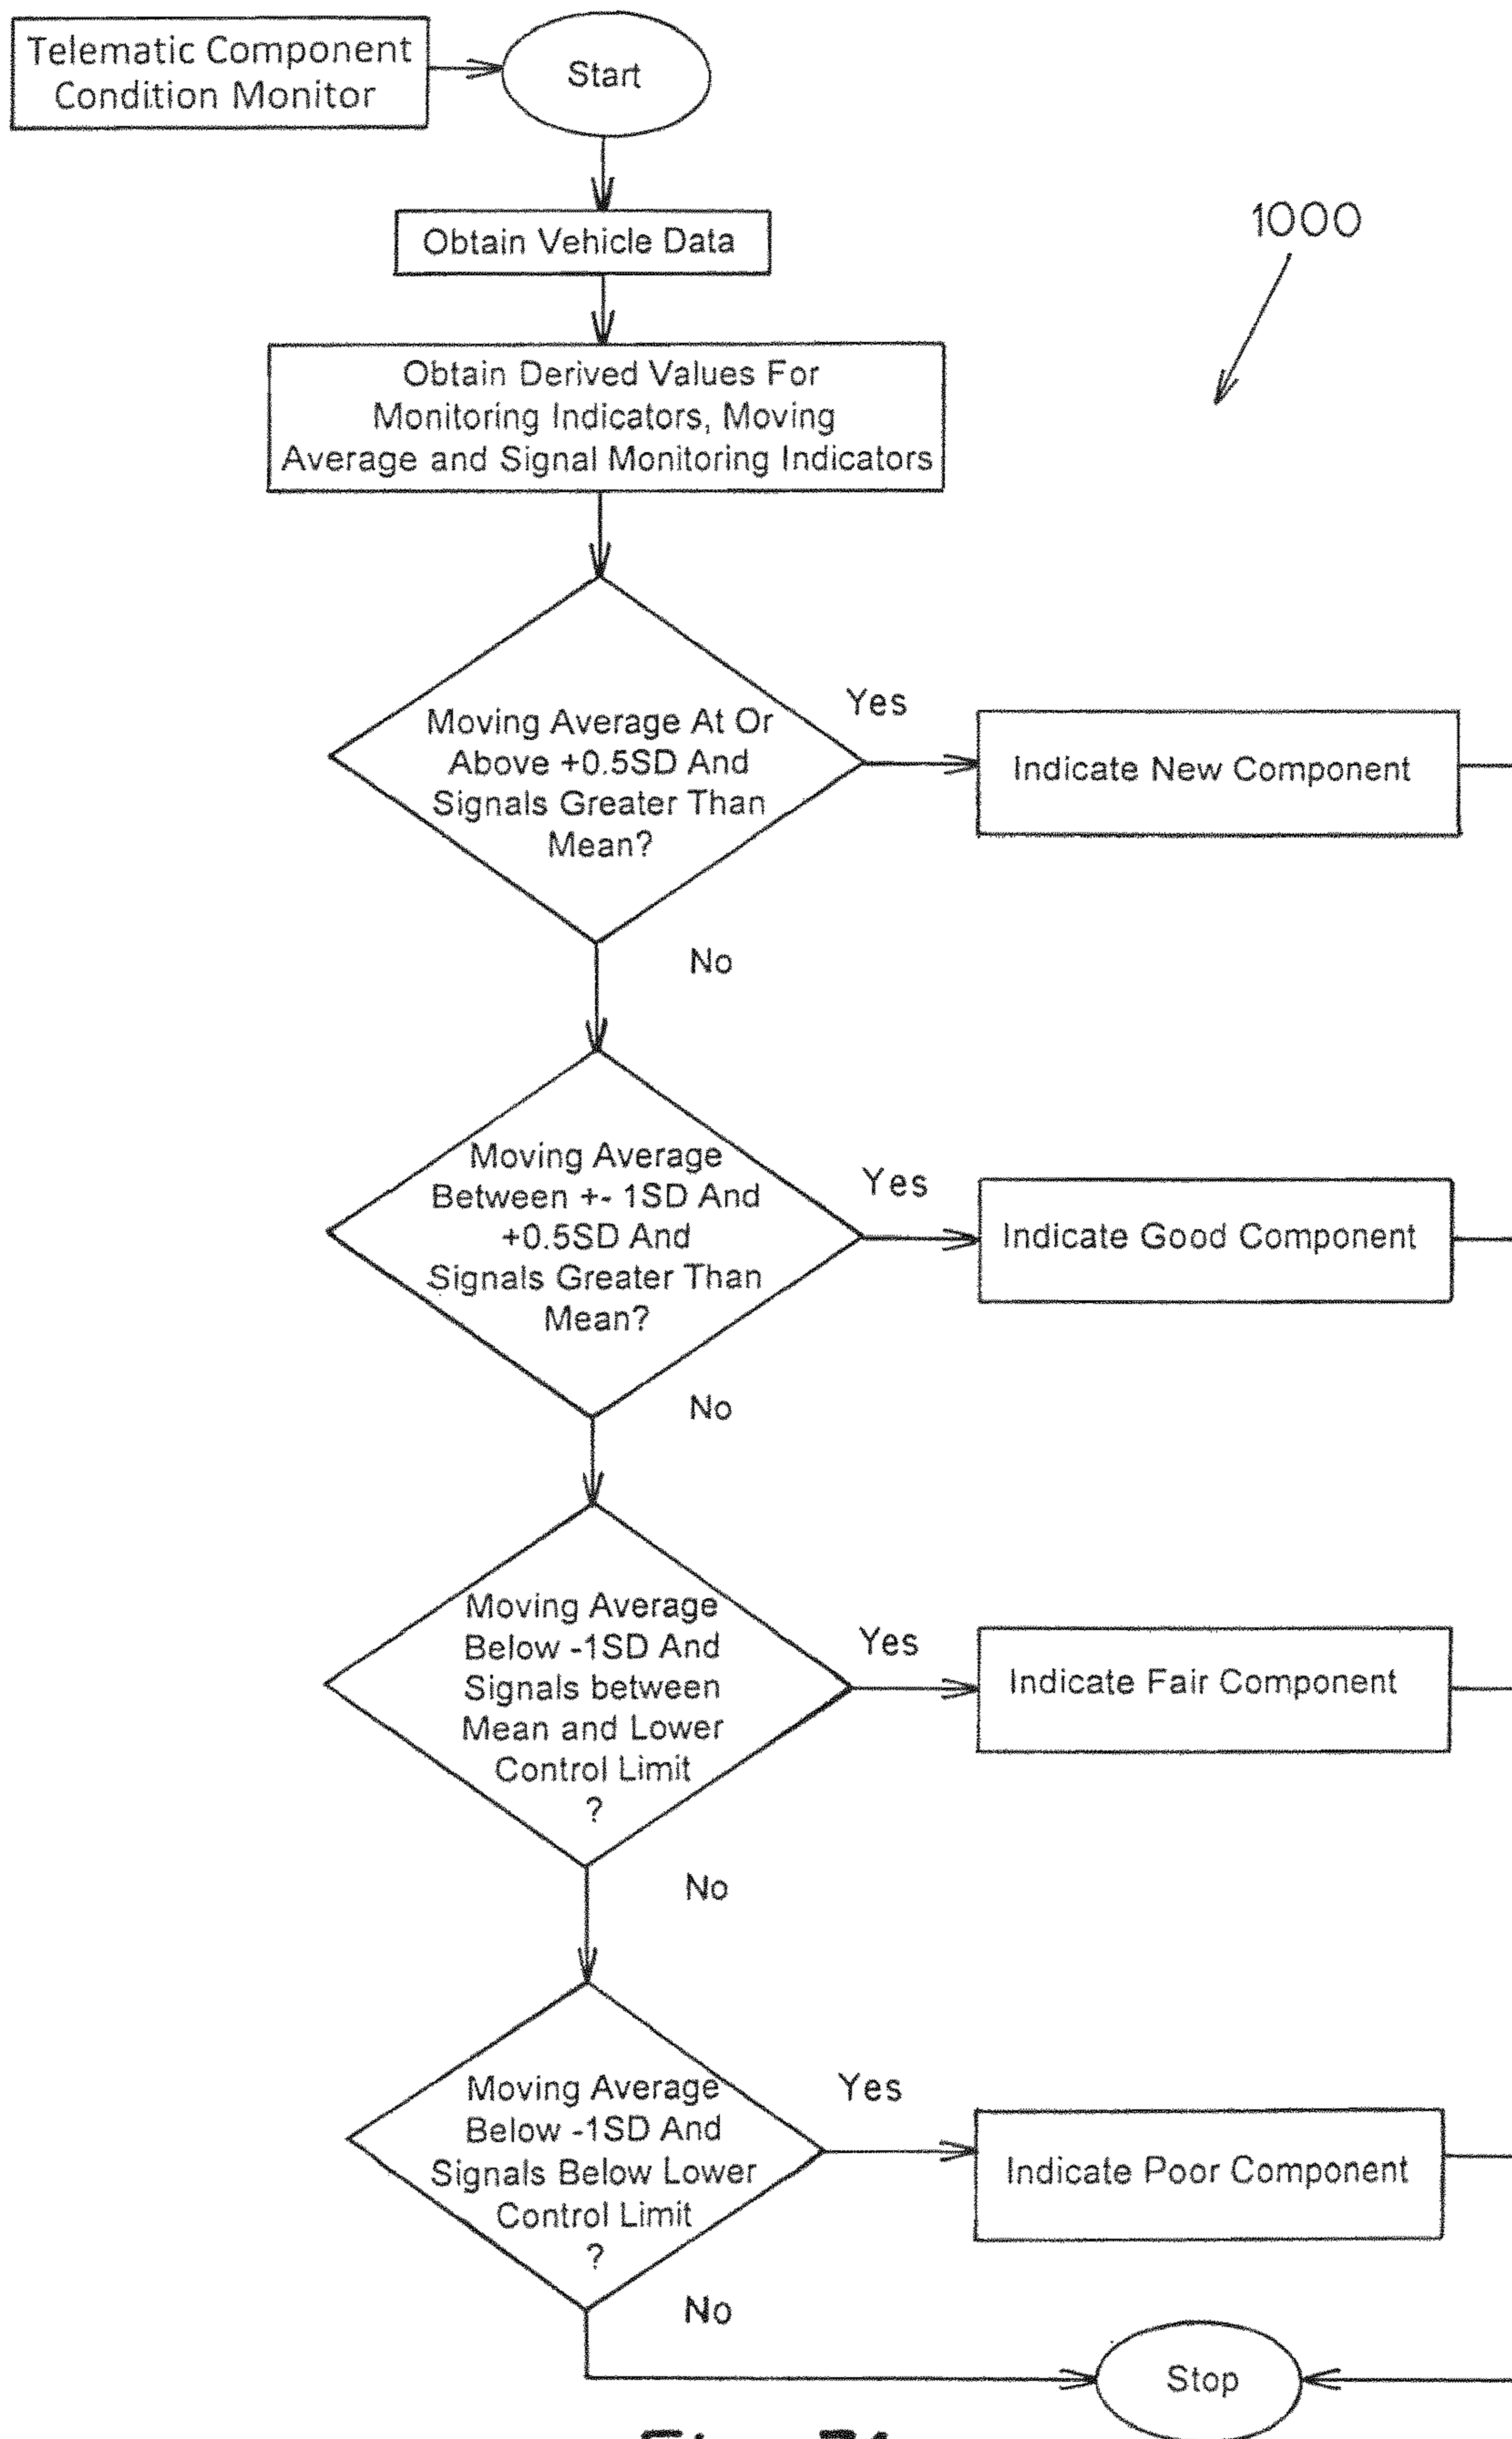 Telematic Component
Condition Monitor
Start
Obtain Vehicle Data
1000
Obtain Derived Values For
Monitoring Indicators, Moving
Average and Signal Monitoring Indicators
Moving Average At Or
Above +0.5SD And
Signals Greater Than
Mean?
Yes
Indicate New Component
No
Moving Average
Between +- 1SD And
+0.5SD And
Signals Greater Than
Mean?
Yes
Indicate Good Component
No
Moving Average
Below -1SD And
Signals between
Mean and Lower
Control Limit
?
Yes
Indicate Fair Component
No
Moving Average
Below -1SD And
Signals Below Lower
Control Limit
?
Yes
Indicate Poor Component
No
Stop